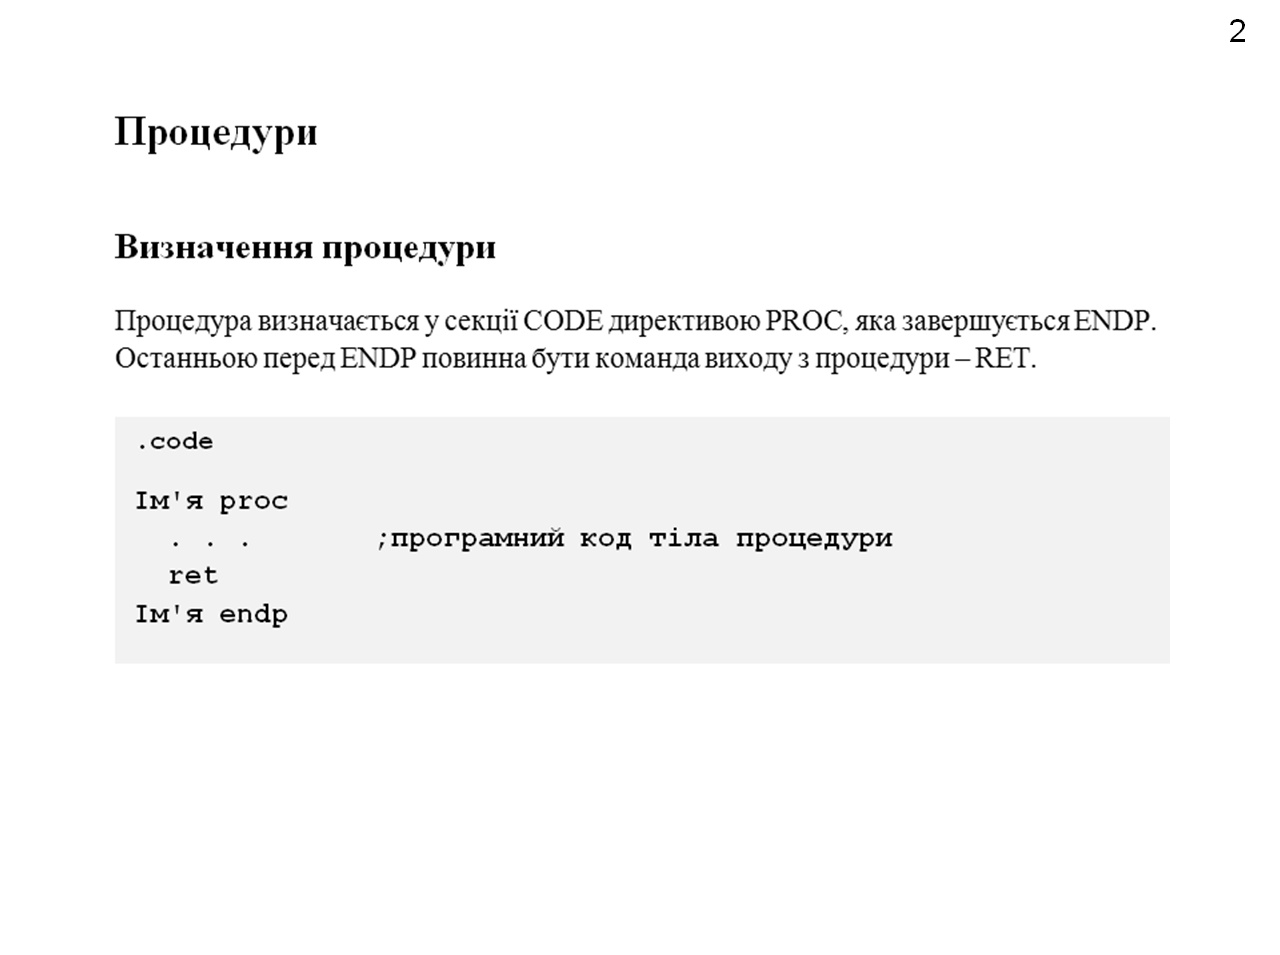 2
Процедури
Визначення процедури
Процедура визначається у секції CODE директивою PROC, яка завершується ENDP.
Останньою перед ENDP повинна бути команда виходу з процедури – RET.
.code
Ім'я proc
. . . ;програмний код тіла процедури
ret
Ім'я endp